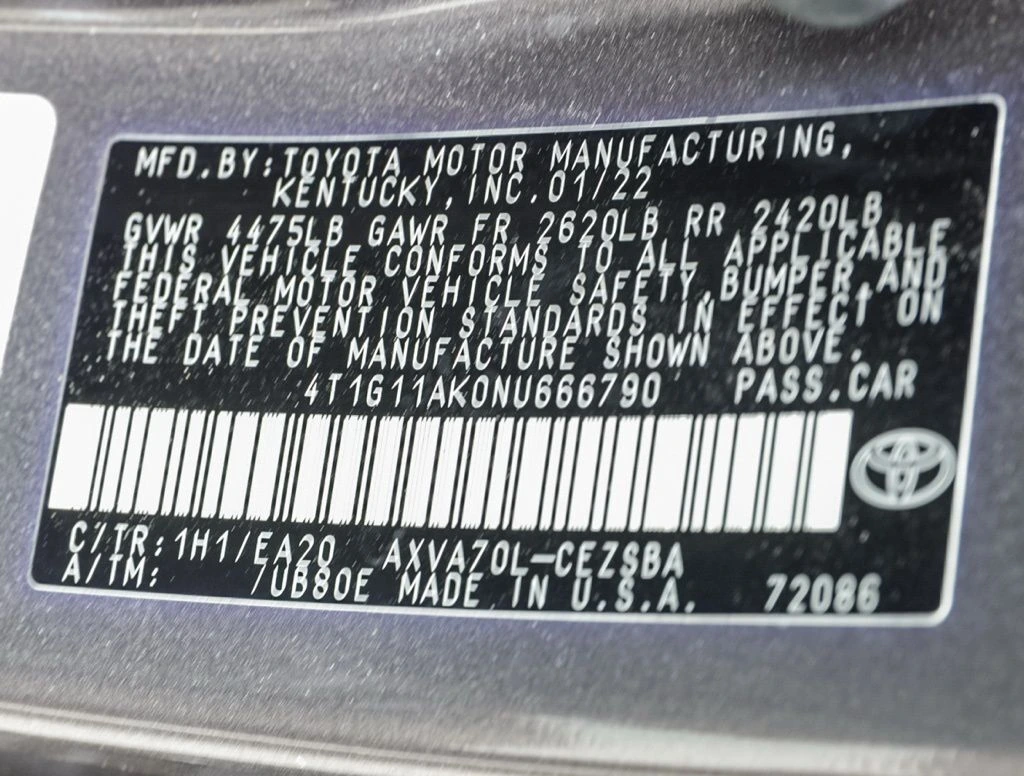 MFD.BY:TOYOTA MOTOR MANUFACTURING,
KENTUCKY, INC.01/22
GVWR 4475LB GAWR FR 2620LB RR 2420LB
THIS VEHICLE CONFORMS TO ALL APPLICABLE
FEDERAL MOTOR VEHICLE SAFETY,BUMPER,AND
THEFT PREVENTION STANDARDS IN EFFECT ON
THE DATE OF MANUFACTURE SHOWN ABOVE.
4T1G11AK0NU666790 PASS.CAR
C/TR:1H1/EA20 AXVA70L-CEZSBA
A/TM: /UB80E MADE IN U.S.A. 72086